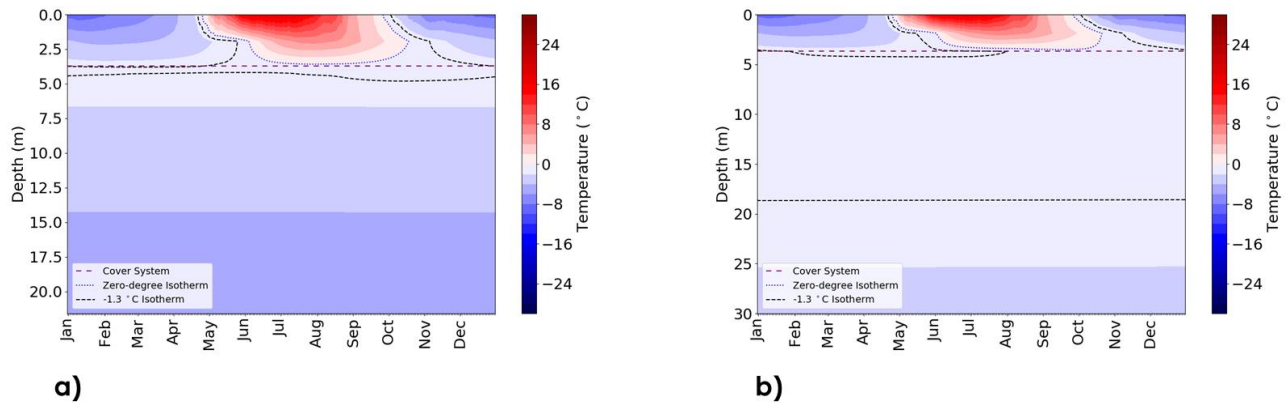 0.0
2.5
5.0
7.5
10.0
12.5
15.0
17.5
20.0
Depth (m)
Cover System
Zero-degree Isotherm
-1.3 °C Isotherm
Jan
Feb
Mar
Apr
May
Jun
Jul
Aug
Sep
Oct
Nov
Dec
24
16
8
0
−8
−16
−24
Temperature (°C)
a)
0
5
10
15
20
25
30
Depth (m)
Cover System
Zero-degree Isotherm
-1.3 °C Isotherm
Jan
Feb
Mar
Apr
May
Jun
Jul
Aug
Sep
Oct
Nov
Dec
24
16
8
0
−8
−16
−24
Temperature (°C)
b)